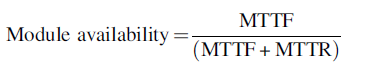 Module availability = MTTF / (MTTF + MTTR)